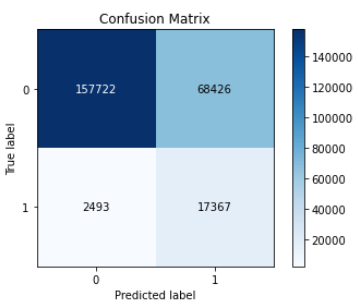 Confusion Matrix
140000
0 157722 68426
120000
100000
True label
80000
60000
1 2493 17367
40000
20000
0 1
Predicted label